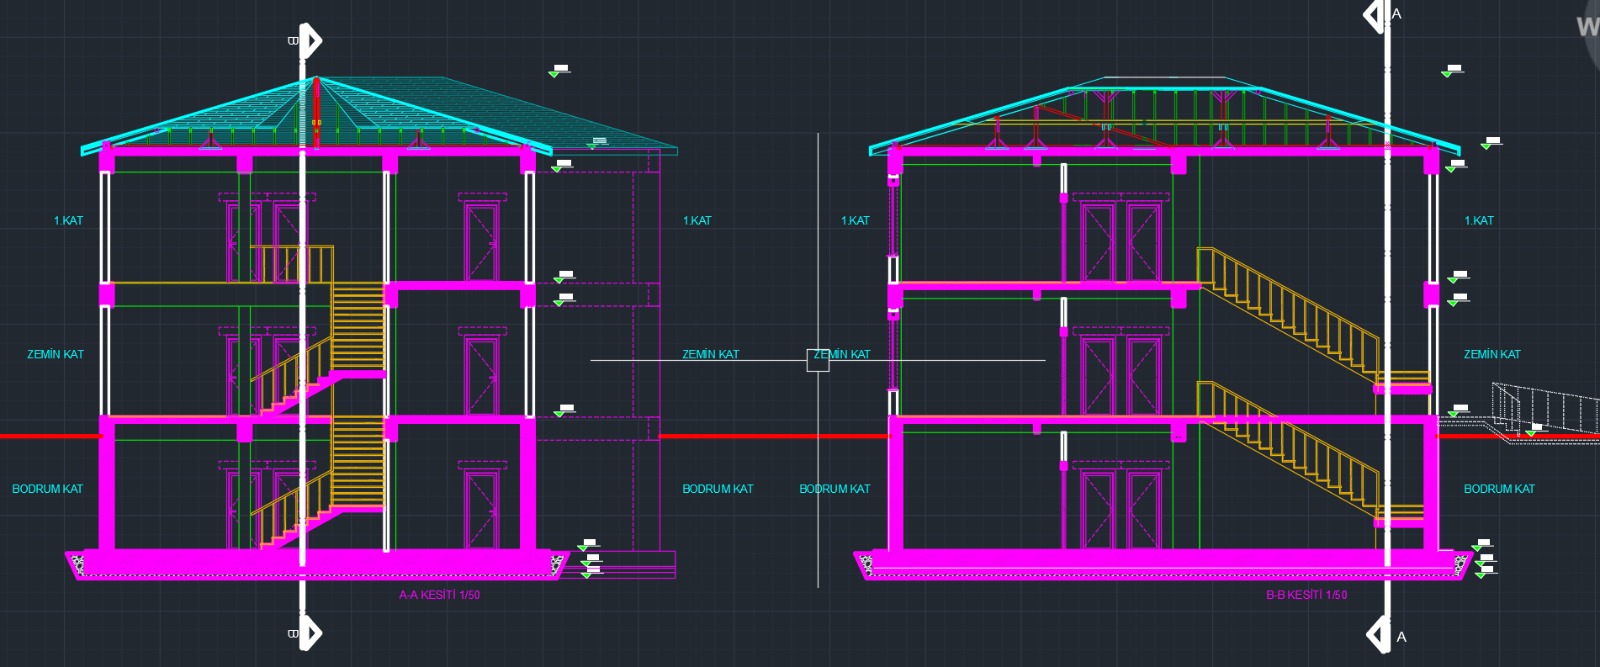 B
A
W
1.KAT
1.KAT
1.KAT
1.KAT
ZEMİN KAT
ZEMİN KAT
ZEMİN KAT
ZEMİN KAT
BODRUM KAT
BODRUM KAT
BODRUM KAT
BODRUM KAT
A-A KESİTİ 1/50
B-B KESİTİ 1/50
B
A